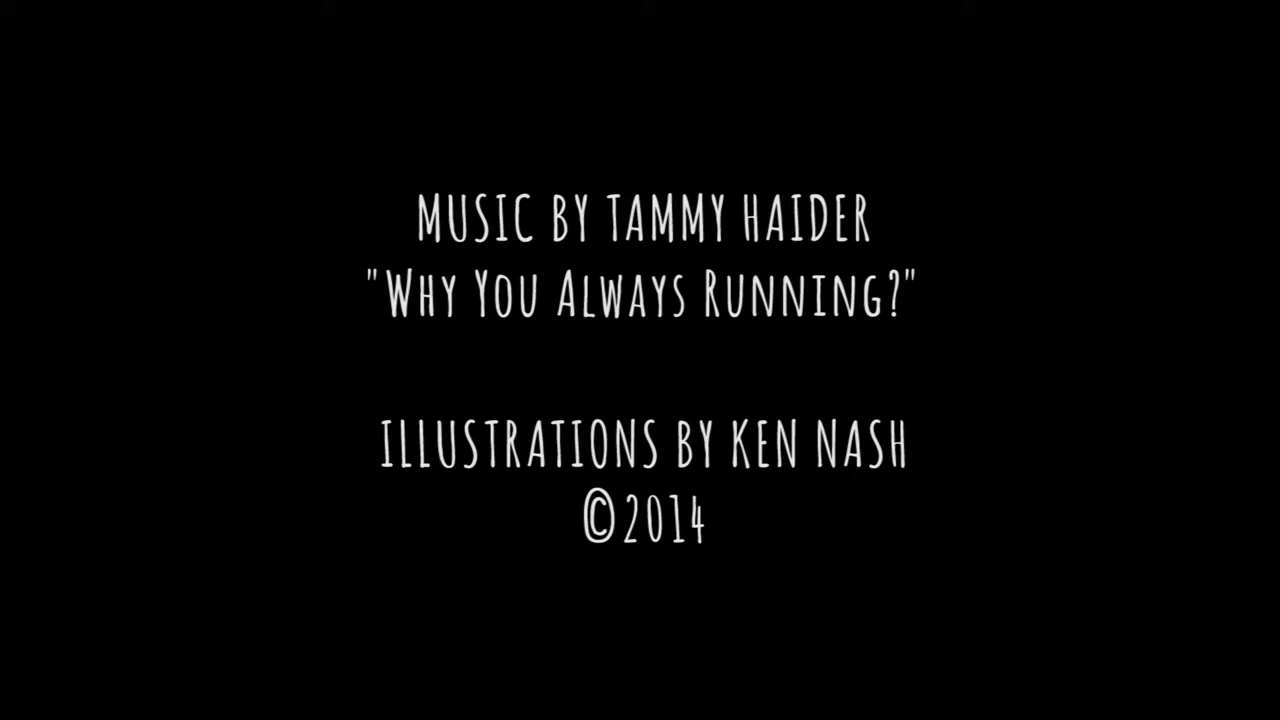 MUSIC BY TAMMY HAIDER
"Why You Always Running?"
ILLUSTRATIONS BY KEN NASH
©2014